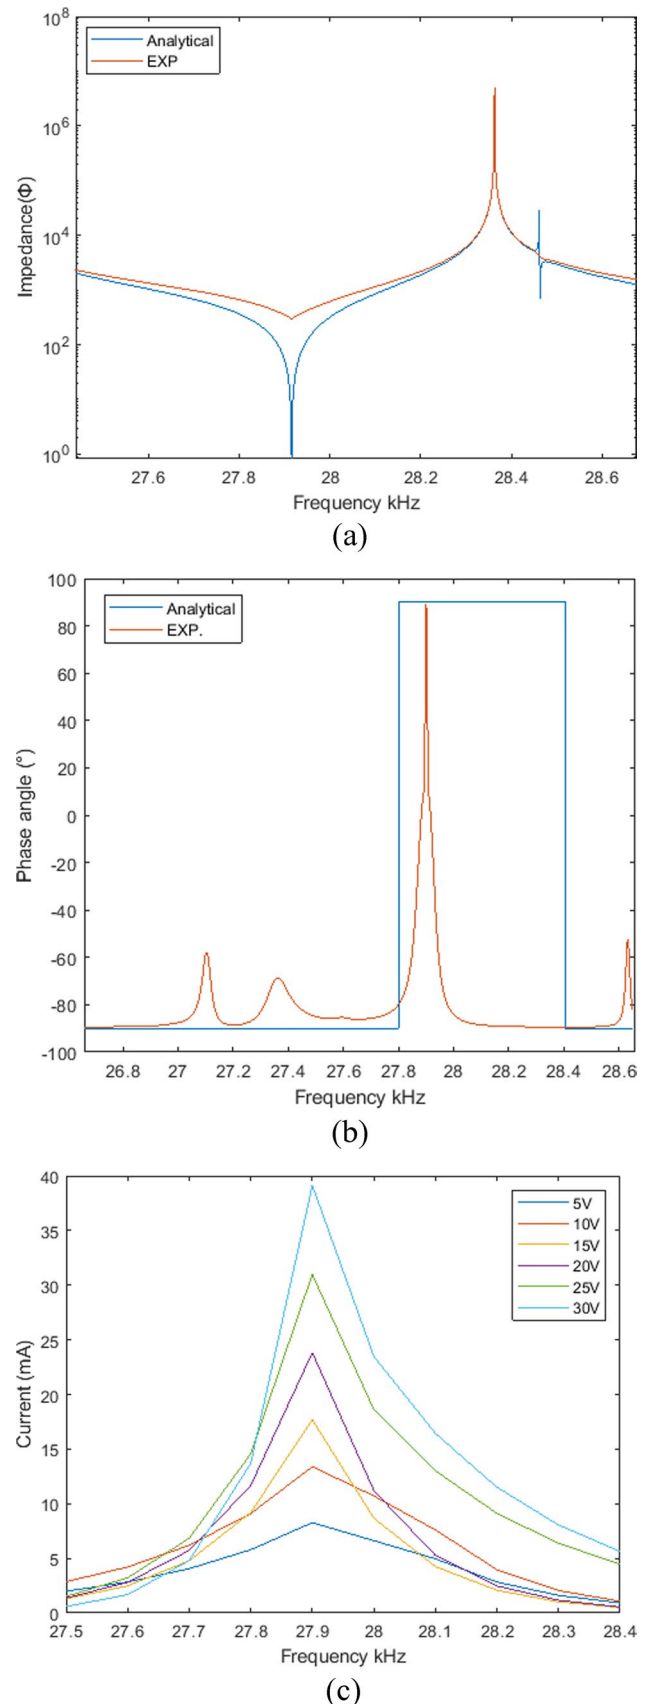 10^8
Analytical
EXP
10^6
10^4
10^2
10^0
Impedance(Φ)
27.6 27.8 28 28.2 28.4 28.6
Frequency kHz
(a)
100
Analytical
EXP.
80
60
40
20
0
-20
-40
-60
-80
-100
Phase angle (°)
26.8 27 27.2 27.4 27.6 27.8 28 28.2 28.4 28.6
Frequency kHz
(b)
40
5V
10V
15V
20V
25V
30V
35
30
25
20
15
10
5
0
Current (mA)
27.5 27.6 27.7 27.8 27.9 28 28.1 28.2 28.3 28.4
Frequency kHz
(c)